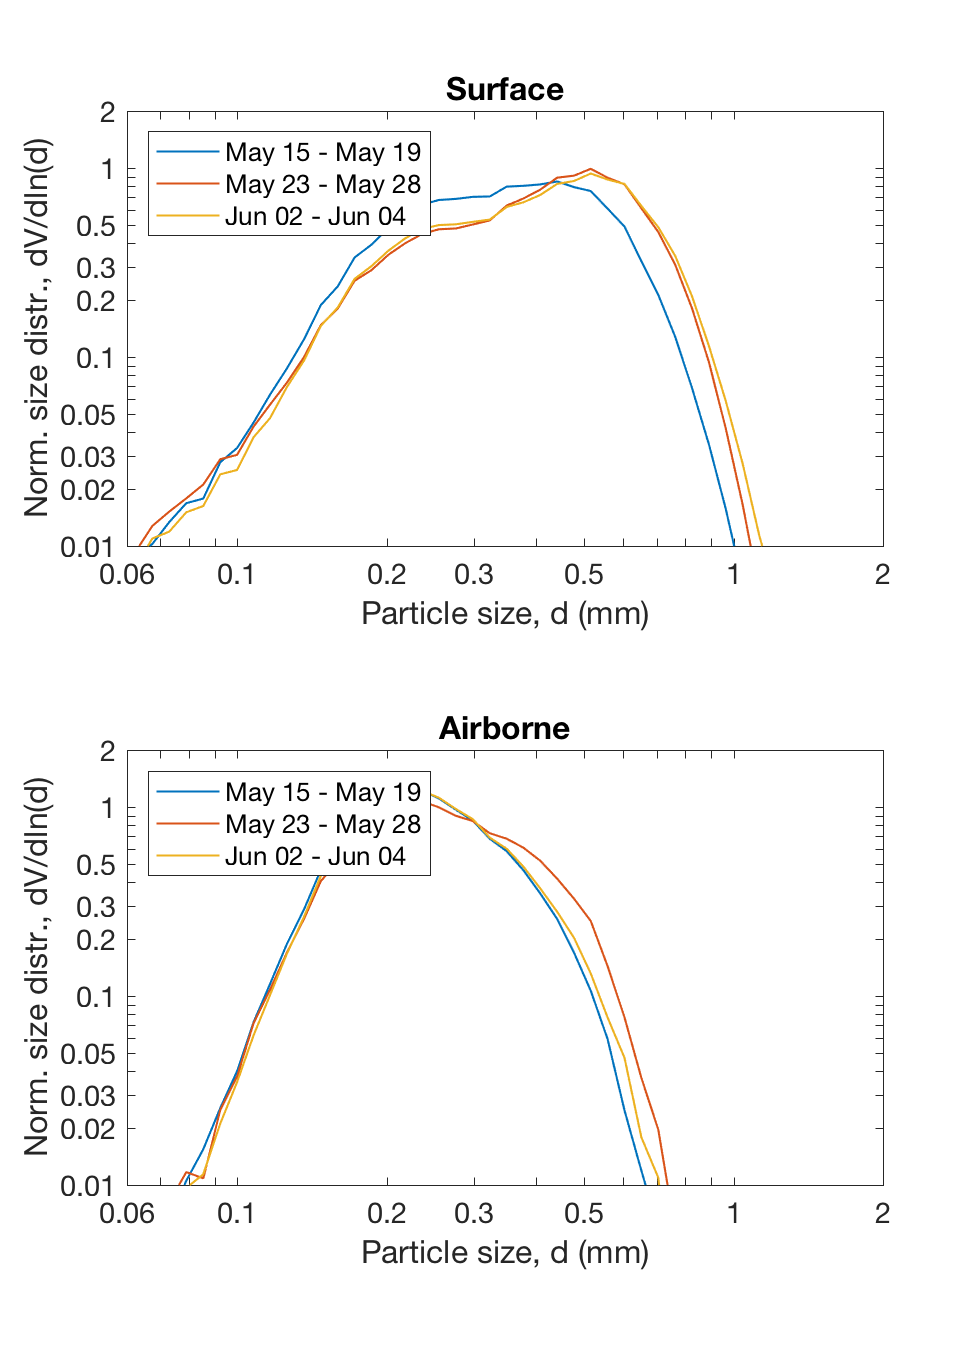 Surface
Norm. size distr., dV/dln(d)
2
1
0.5
0.3
0.2
0.1
0.05
0.03
0.02
0.01
May 15 - May 19
May 23 - May 28
Jun 02 - Jun 04
0.06 0.1 0.2 0.3 0.5 1 2
Particle size, d (mm)
Airborne
Norm. size distr., dV/dln(d)
2
1
0.5
0.3
0.2
0.1
0.05
0.03
0.02
0.01
May 15 - May 19
May 23 - May 28
Jun 02 - Jun 04
0.06 0.1 0.2 0.3 0.5 1 2
Particle size, d (mm)